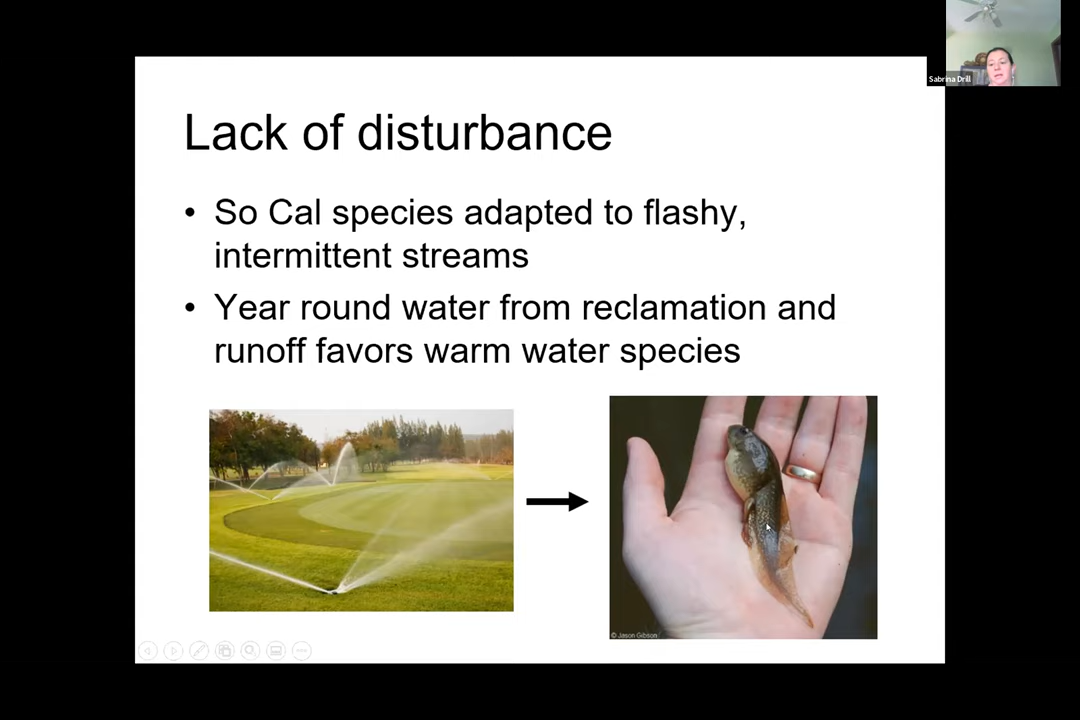 Sabrina Drill
Lack of disturbance
• So Cal species adapted to flashy,
intermittent streams
• Year round water from reclamation and
runoff favors warm water species
© Jason Gibson